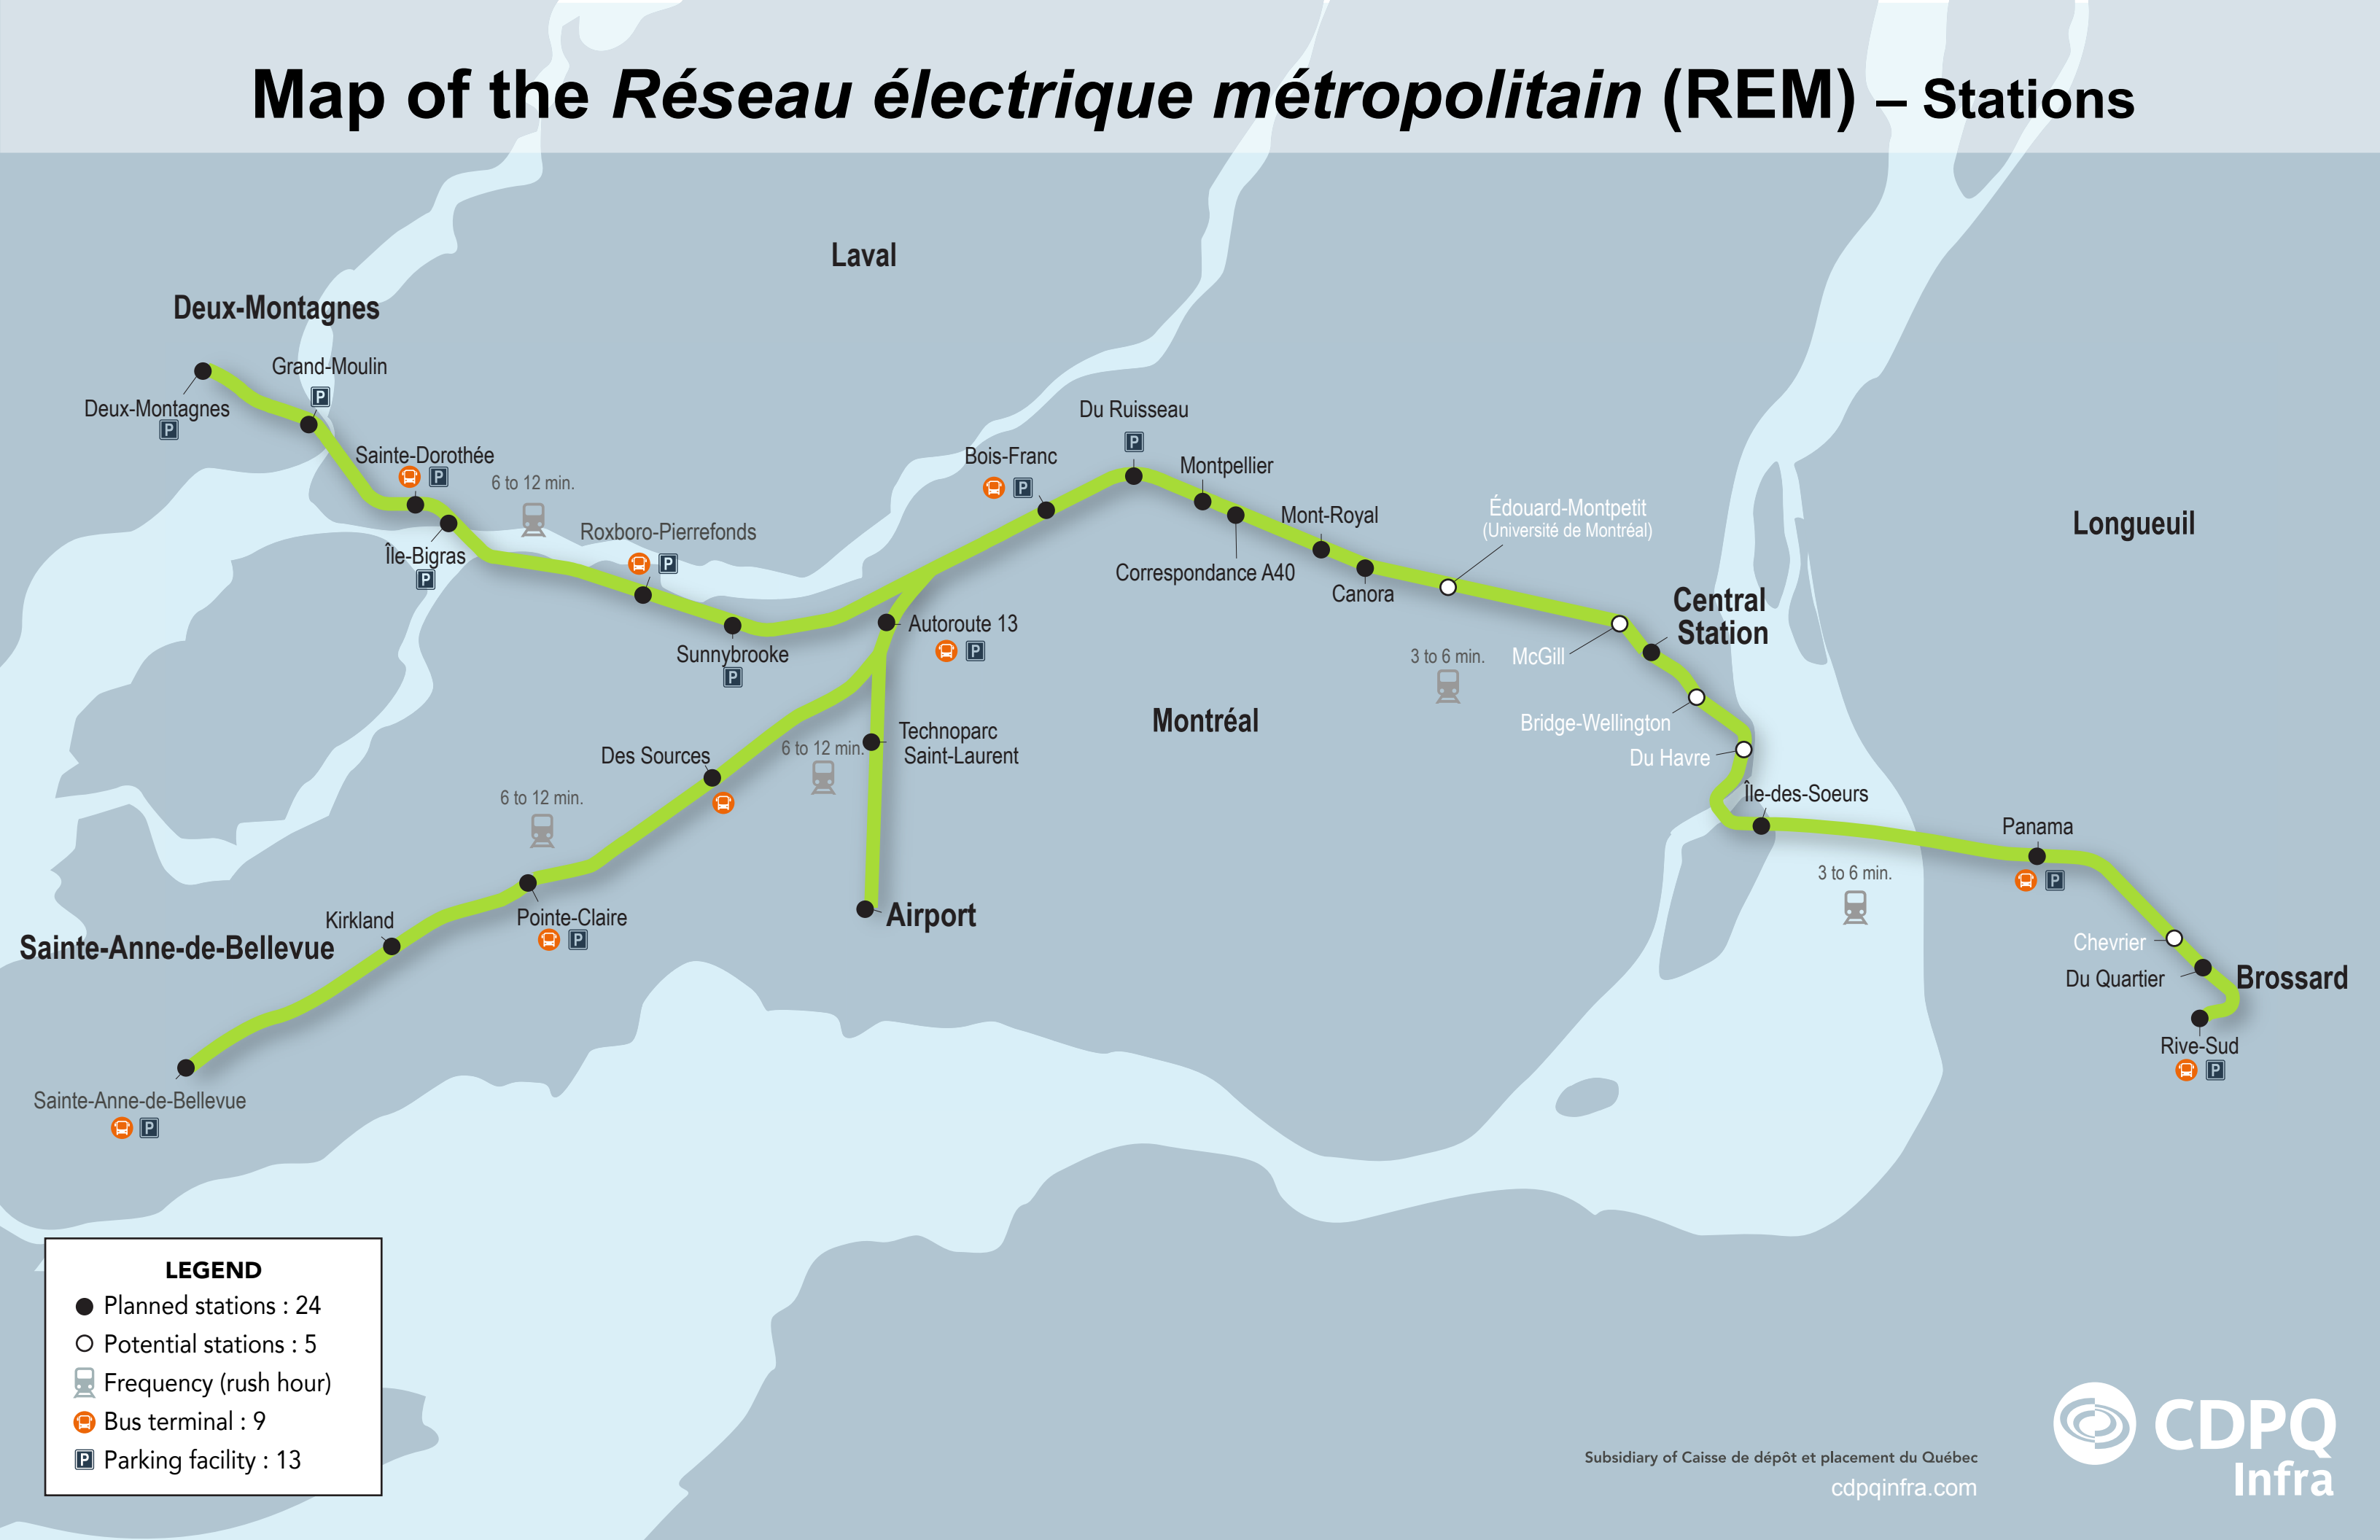 Map of the Réseau électrique métropolitain (REM) – Stations
Laval
Deux-Montagnes
Grand-Moulin
P
Deux-Montagnes
P
Sainte-Dorothée
P
6 to 12 min.
Île-Bigras
P
Roxboro-Pierrefonds
P
Sunnybrooke
P
Bois-Franc
P
Du Ruisseau
P
Montpellier
Correspondance A40
Mont-Royal
Canora
Édouard-Montpetit
(Université de Montréal)
Longueuil
Central
Station
McGill
3 to 6 min.
Autoroute 13
P
Montréal
Bridge-Wellington
Du Havre
Technoparc
Saint-Laurent
6 to 12 min.
Des Sources
6 to 12 min.
Île-des-Soeurs
Panama
P
3 to 6 min.
Airport
Pointe-Claire
P
Kirkland
Sainte-Anne-de-Bellevue
Chevrier
Du Quartier
Brossard
Rive-Sud
P
Sainte-Anne-de-Bellevue
P
LEGEND
Planned stations : 24
Potential stations : 5
Frequency (rush hour)
Bus terminal : 9
P Parking facility : 13
Subsidiary of Caisse de dépôt et placement du Québec
cdpqinfra.com
CDPQ
Infra